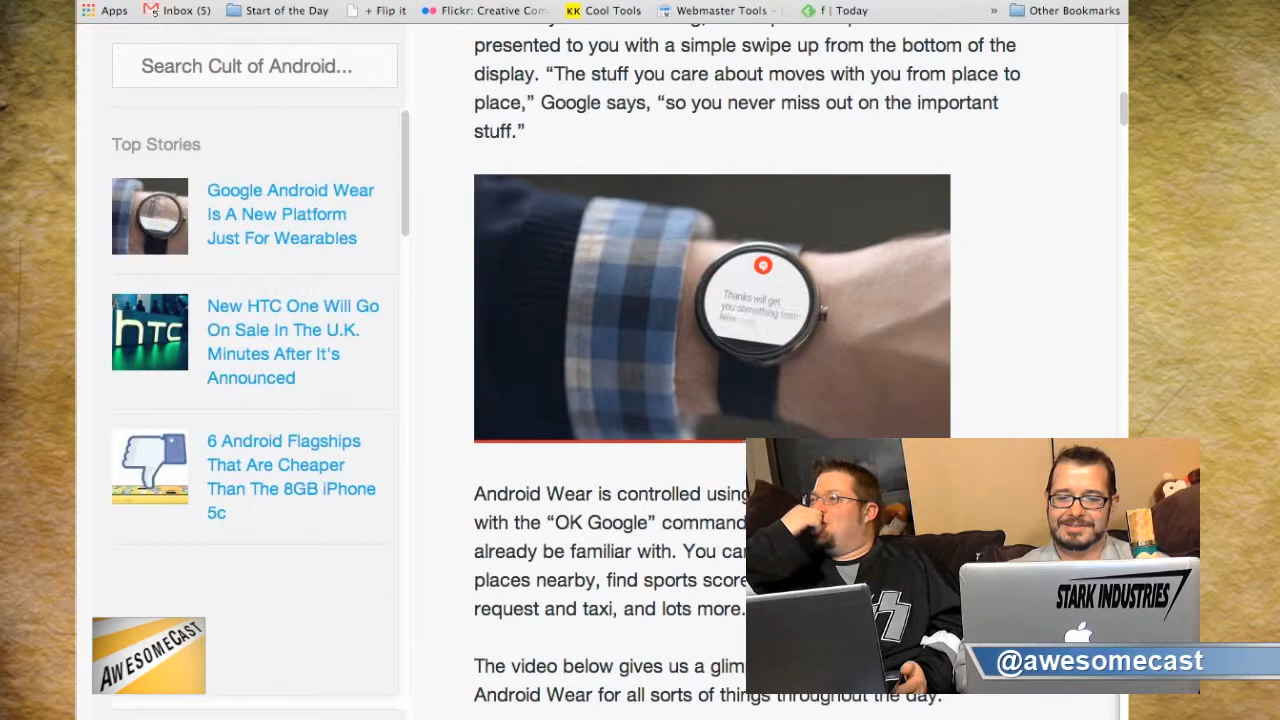 Apps
Inbox (5)
Start of the Day
+ Flip it
Flickr: Creative Com
KK Cool Tools
Webmaster Tools -
f | Today
»
Other Bookmarks
Search Cult of Android...
Top Stories
Google Android Wear
Is A New Platform
Just For Wearables
hTC
New HTC One Will Go
On Sale In The U.K.
Minutes After It's
Announced
6 Android Flagships
That Are Cheaper
Than The 8GB iPhone
5c
AWESOMECAST
presented to you with a simple swipe up from the bottom of the
display. “The stuff you care about moves with you from place to
place,” Google says, “so you never miss out on the important
stuff.”
Thanks will get
you something from
Android Wear is controlled using
with the “OK Google” command
already be familiar with. You can
places nearby, find sports score
request and taxi, and lots more.
The video below gives us a glim
Android Wear for all sorts of things throughout the day.
STARK INDUSTRIES
@awesomecast